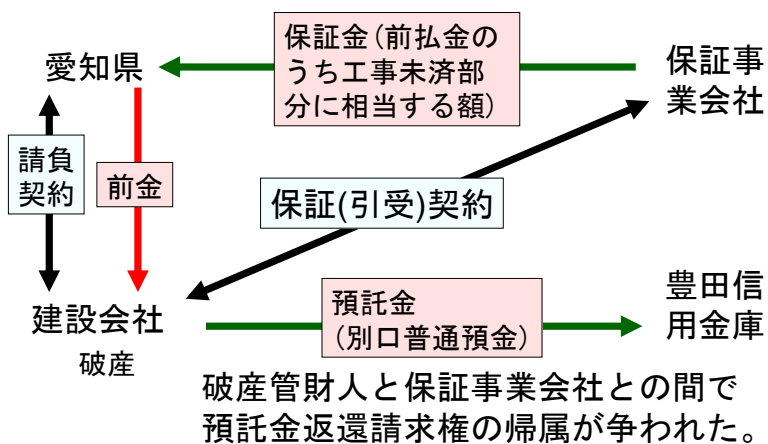 保証金(前払金の
うち工事未済部
分に相当する額)
愛知県
保証事
業会社
請負
契約
前金
保証(引受)契約
建設会社
破産
預託金
(別口普通預金)
豊田信
用金庫
破産管財人と保証事業会社との間で
預託金返還請求権の帰属が争われた。